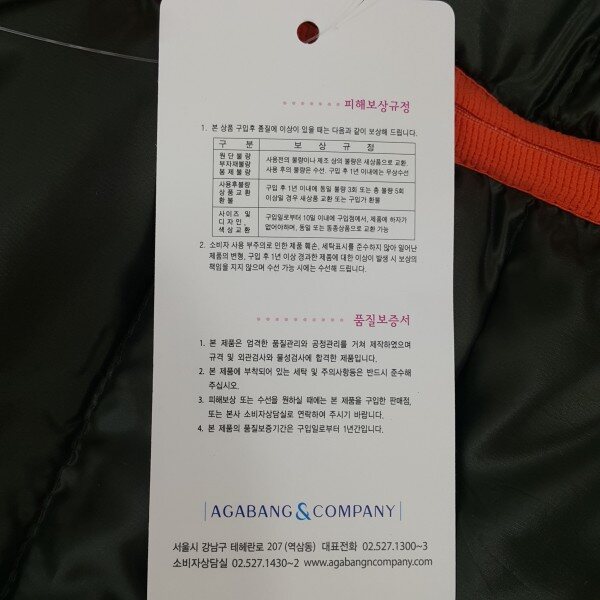 피해보상규정
1. 본 상품 구입후 품질에 이상이 있을 때는 다음과 같이 보상해 드립니다.
구 분 보 상 규 정
원단불량 부자재불량 봉제불량 사용전의 불량이나 제조 상의 불량은 새상품으로 교환.
사용 후의 불량은 수선. 구입 후 1년 이내에는 무상수선
사용후불량 상품교환 환불 구입 후 1년 이내에 동일 불량 3회 또는 총 불량 5회
이상일 경우 새상품 교환 또는 구입가 환불
사이즈 및 디자인 색상교환 구입일로부터 10일 이내에 구입점에서, 제품에 하자가
없어야하며, 동일 또는 동종상품으로 교환 가능
2. 소비자 사용 부주의로 인한 제품 훼손, 세탁표시를 준수하지 않아 일어난
제품의 변형, 구입 후 1년 이상 경과한 제품에 대한 이상이 발생 시 보상의
책임을 지지 않으며 수선 가능 시에는 수선해 드립니다.
품질보증서
1. 본 제품은 엄격한 품질관리와 공정관리를 거쳐 제작하였으며
규격 및 외관검사와 물성검사에 합격한 제품입니다.
2. 본 제품에 부착되어 있는 세탁 및 주의사항등은 반드시 준수해
주십시오.
3. 피해보상 또는 수선을 원하실 때에는 본 제품을 구입한 판매점,
또는 본사 소비자상담실로 연락하여 주시기 바랍니다.
4. 본 제품의 품질보증기간은 구입일로부터 1년간입니다.
AGABANG&COMPANY
서울시 강남구 테헤란로 207 (역삼동) 대표전화 02.527.1300~3
소비자상담실 02.527.1430~2 www.agabangncompany.com